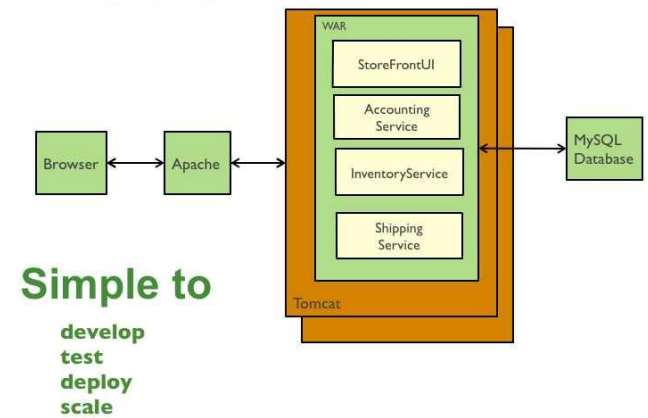 WAR
StoreFrontUI
Accounting
Service
InventoryService
Shipping
Service
Browser
Apache
MySQL
Database
Tomcat
Simple to
develop
test
deploy
scale